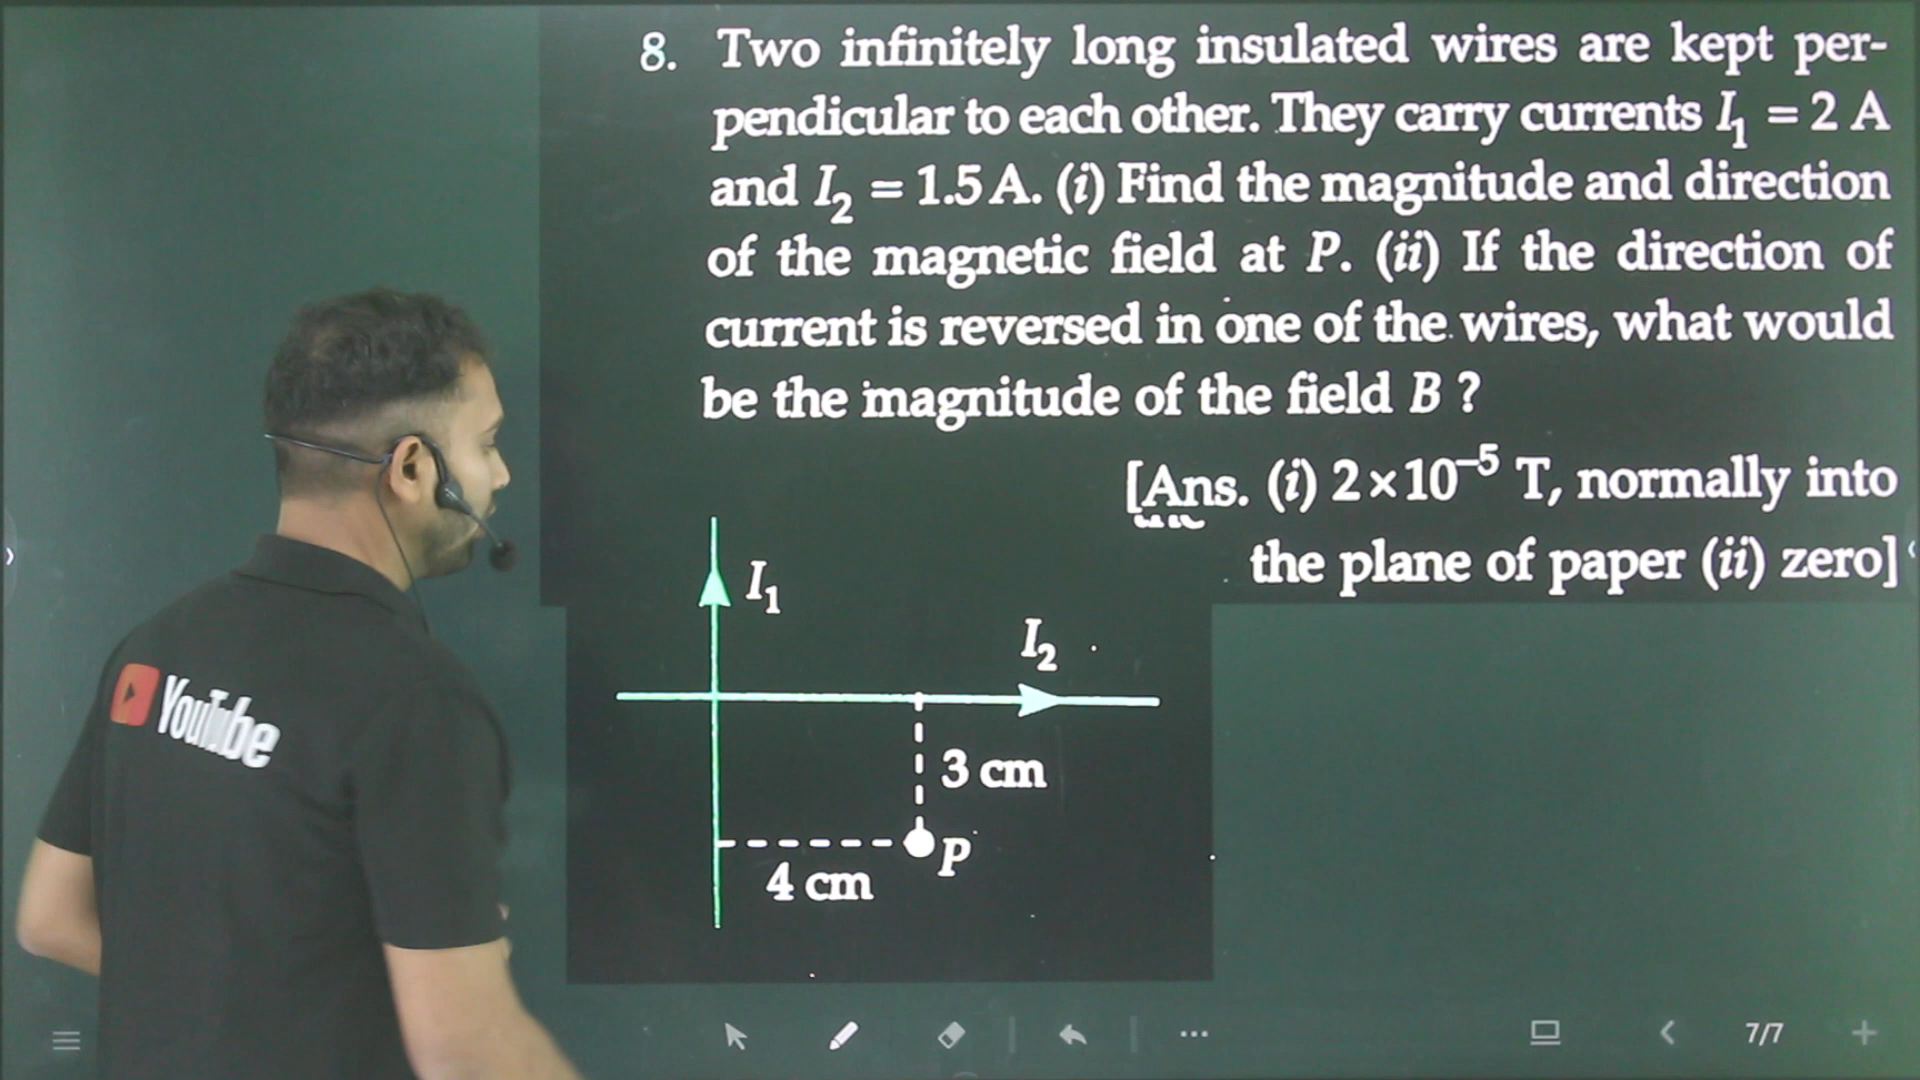 8. Two infinitely long insulated wires are kept per-
pendicular to each other. They carry currents I₁ = 2 A
and I₂ = 1.5 A. (i) Find the magnitude and direction
of the magnetic field at P. (ii) If the direction of
current is reversed in one of the wires, what would
be the magnitude of the field B ?
[Ans. (i) 2×10⁻⁵ T, normally into
the plane of paper (ii) zero]
I₁
I₂
3 cm
P
4 cm
YouTube
7/7